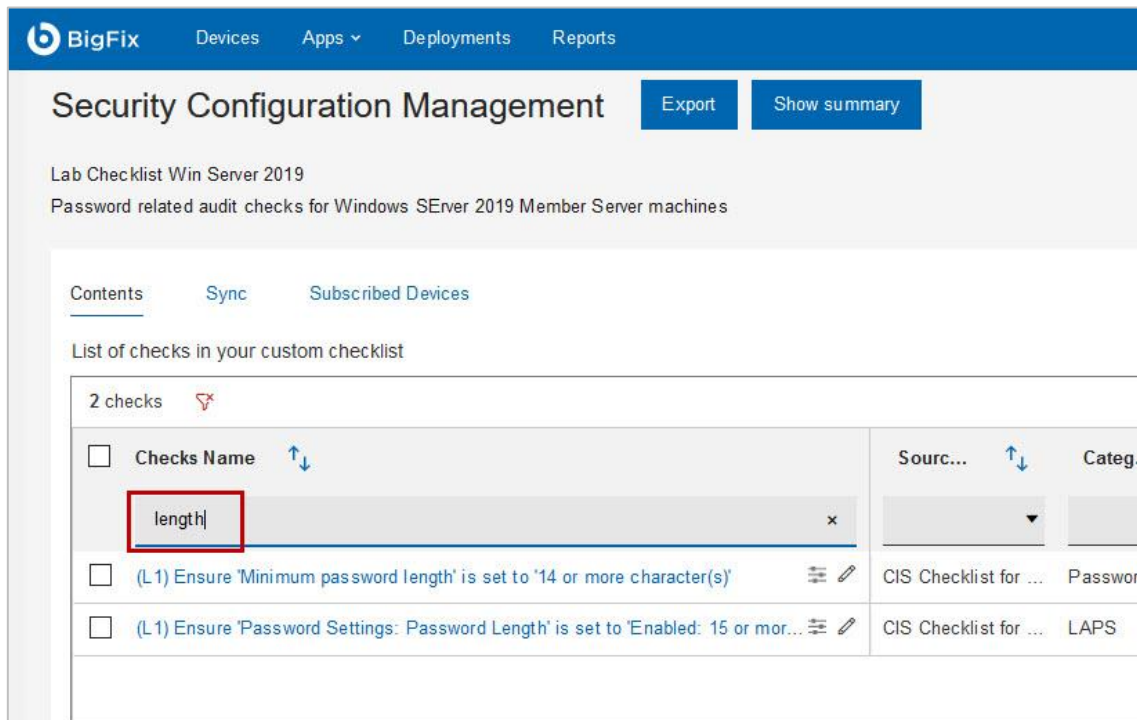 BigFix Devices Apps Deployments Reports
Security Configuration Management Export Show summary
Lab Checklist Win Server 2019
Password related audit checks for Windows SErver 2019 Member Server machines
Contents Sync Subscribed Devices
List of checks in your custom checklist
2 checks
Checks Name Sourc... Categ.
length ×
(L1) Ensure 'Minimum password length' is set to '14 or more character(s)' CIS Checklist for ... Passwor
(L1) Ensure 'Password Settings: Password Length' is set to 'Enabled: 15 or mor... CIS Checklist for ... LAPS